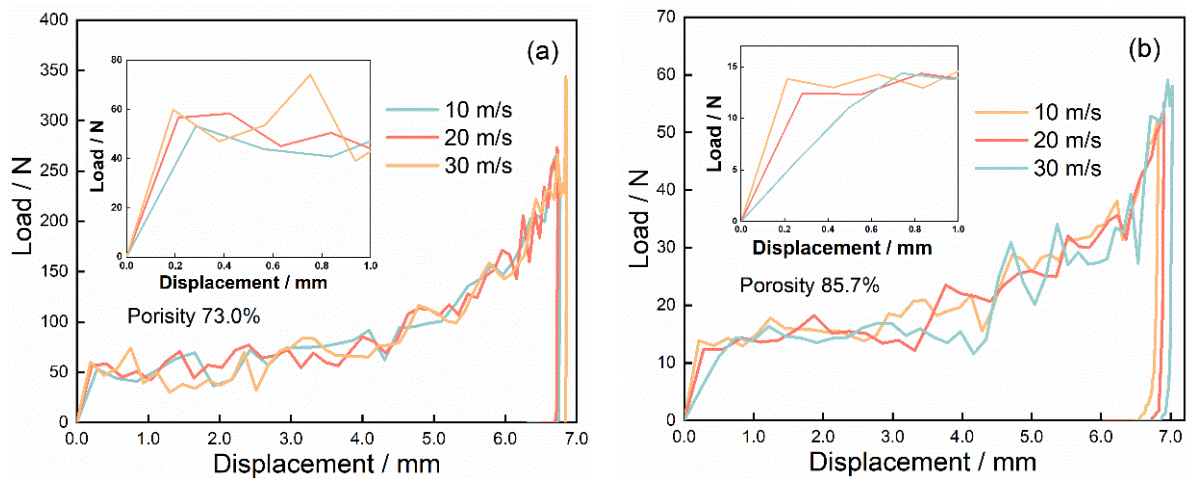 (a)
400
350
300
250
200
150
100
50
0
Load / N
80
60
40
20
0
Load / N
0.0 0.2 0.4 0.6 0.8 1.0
Displacement / mm
10 m/s
20 m/s
30 m/s
Porisity 73.0%
0.0 1.0 2.0 3.0 4.0 5.0 6.0 7.0
Displacement / mm
(b)
70
60
50
40
30
20
10
0
Load / N
15
10
5
0
Load / N
0.0 0.2 0.4 0.6 0.8 1.0
Displacement / mm
10 m/s
20 m/s
30 m/s
Porosity 85.7%
0.0 1.0 2.0 3.0 4.0 5.0 6.0 7.0
Displacement / mm